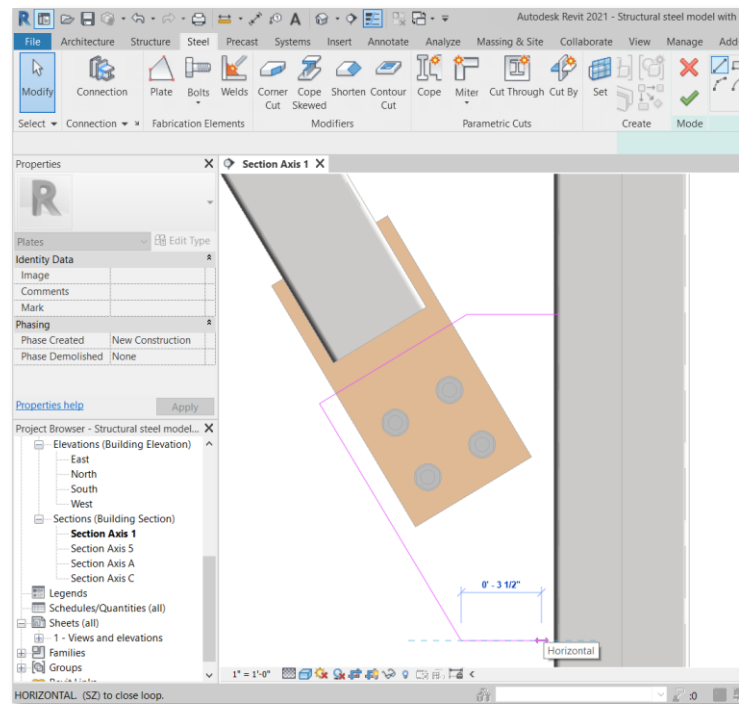 Autodesk Revit 2021 - Structural steel model with
File Architecture Structure Steel Precast Systems Insert Annotate Analyze Massing & Site Collaborate View Manage Add
Modify Connection Plate Bolts Welds Corner Cut Cope Skewed Shorten Contour Cut Cope Miter Cut Through Cut By Set
Select Connection Fabrication Elements Modifiers Parametric Cuts Create Mode
Properties
Section Axis 1
R
Plates
Edit Type
Identity Data
Image
Comments
Mark
Phasing
Phase Created New Construction
Phase Demolished None
Properties help
Apply
Project Browser - Structural steel model...
Elevations (Building Elevation)
East
North
South
West
Sections (Building Section)
Section Axis 1
Section Axis 5
Section Axis A
Section Axis C
Legends
Schedules/Quantities (all)
Sheets (all)
1 - Views and elevations
Families
Groups
0' - 3 1/2"
Horizontal
1" = 1'-0"
HORIZONTAL. (SZ) to close loop.
:0